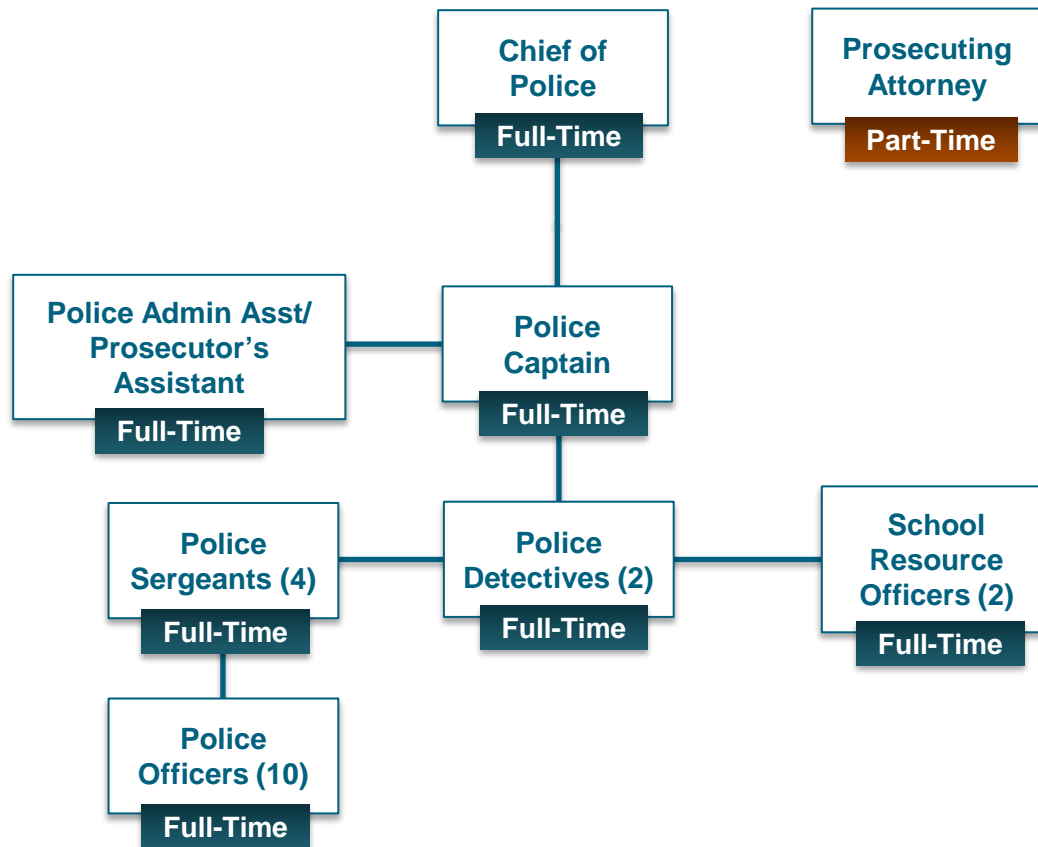 Chief of
Police
Full-Time
Prosecuting
Attorney
Part-Time
Police Admin Asst/
Prosecutor’s
Assistant
Full-Time
Police
Captain
Full-Time
Police
Sergeants (4)
Full-Time
Police
Detectives (2)
Full-Time
School
Resource
Officers (2)
Full-Time
Police
Officers (10)
Full-Time